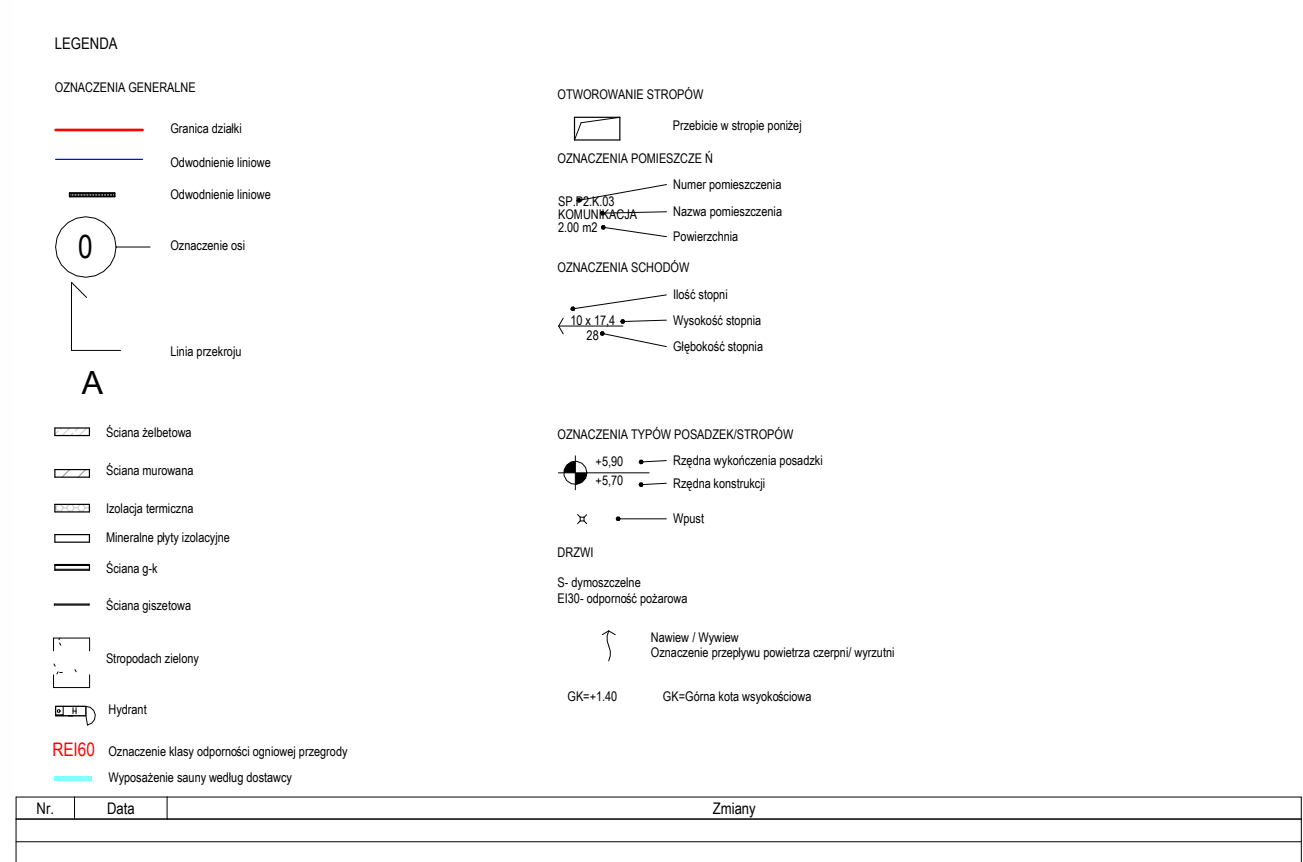 LEGENDA
OZNACZENIA GENERALNE
Granica działki
Odwodnienie liniowe
Odwodnienie liniowe
0
Oznaczenie osi
Linia przekroju
A
Ściana żelbetowa
Ściana murowana
Izolacja termiczna
Mineralne płyty izolacyjne
Ściana g-k
Ściana giszetowa
Stropodach zielony
H
Hydrant
REI60 Oznaczenie klasy odporności ogniowej przegrody
Wyposażenie sauny według dostawcy
OTWOROWANIE STROPÓW
Przebicie w stropie poniżej
OZNACZENIA POMIESZCZE Ń
SP.P2.K.03
KOMUNIKACJA
2.00 m2
Numer pomieszczenia
Nazwa pomieszczenia
Powierzchnia
OZNACZENIA SCHODÓW
10 x 17,4
28
Ilość stopni
Wysokość stopnia
Głębokość stopnia
OZNACZENIA TYPÓW POSADZEK/STROPÓW
+5,90 Rzędna wykończenia posadzki
+5,70 Rzędna konstrukcji
Wpust
DRZWI
S- dymoszczelne
EI30- odporność pożarowa
Nawiew / Wywiew
Oznaczenie przepływu powietrza czerpni/ wyrzutni
GK=+1.40 GK=Górna kota wsyokościowa
Nr. Data Zmiany